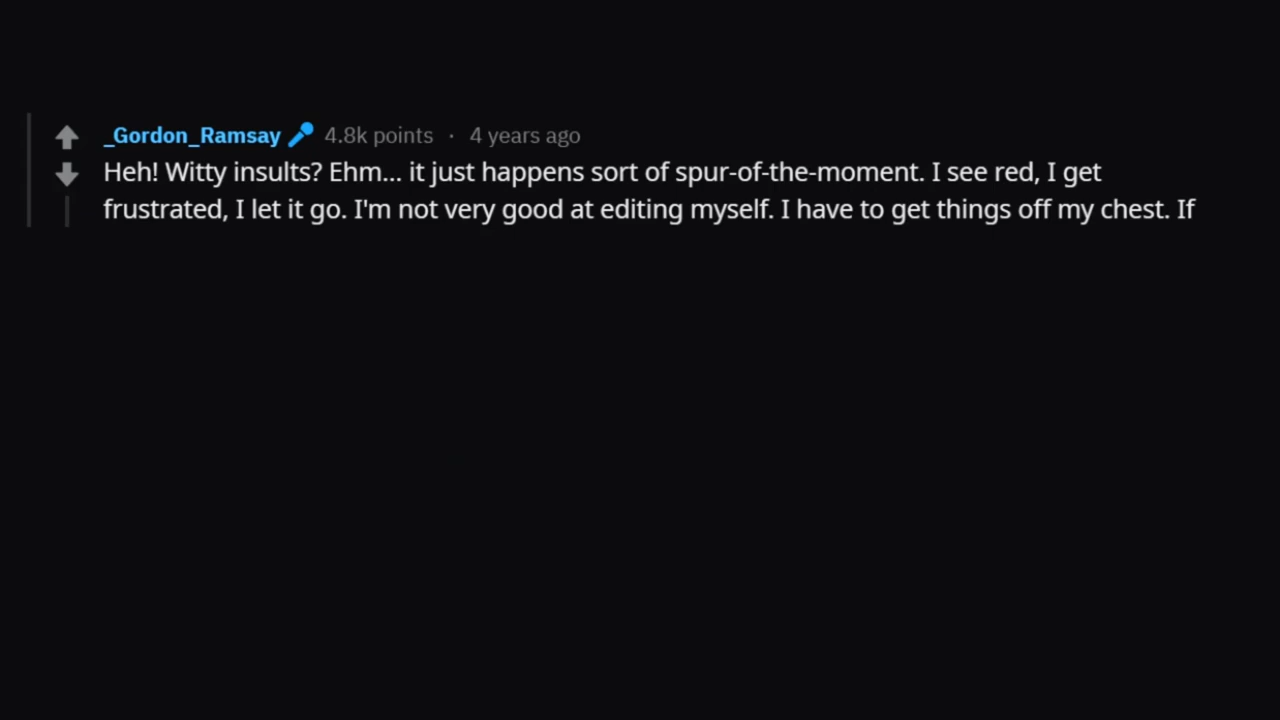 _Gordon_Ramsay 4.8k points · 4 years ago
Heh! Witty insults? Ehm... it just happens sort of spur-of-the-moment. I see red, I get
frustrated, I let it go. I'm not very good at editing myself. I have to get things off my chest. If